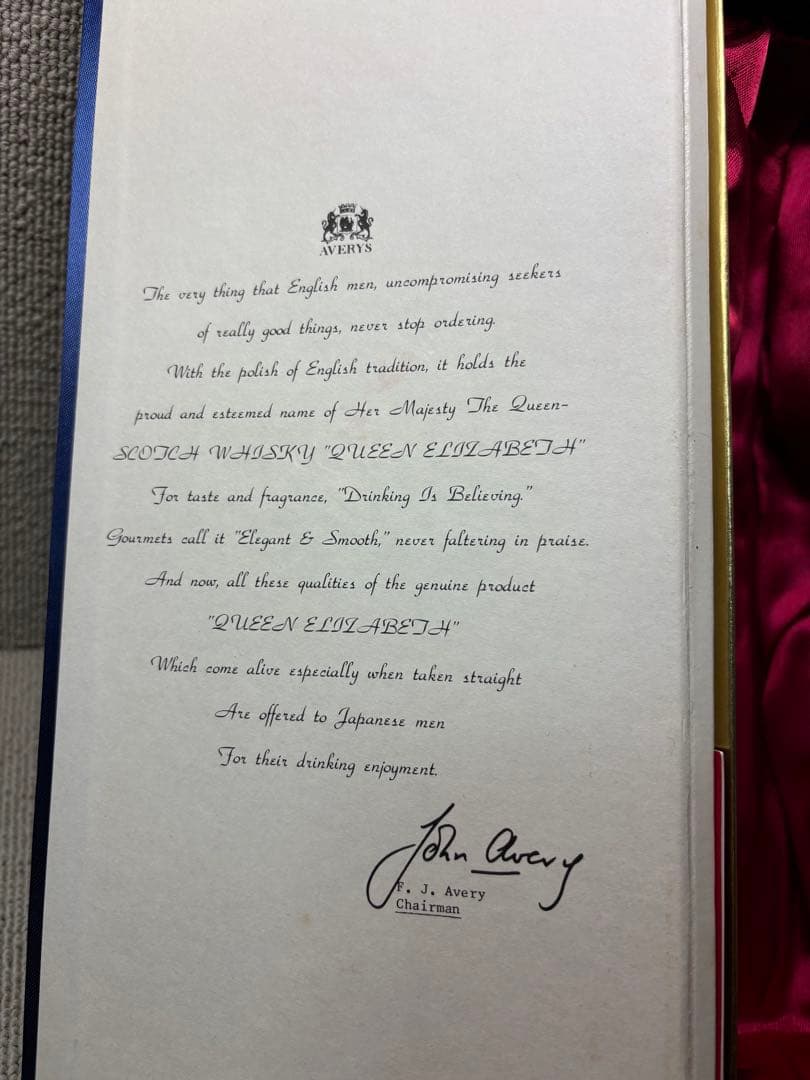 AVERYS
The very thing that English men, uncompromising seekers
of really good things, never stop ordering.
With the polish of English tradition, it holds the
proud and esteemed name of Her Majesty The Queen-
SCOTCH WHISKY "QUEEN ELIZABETH"
For taste and fragrance, "Drinking Is Believing."
Gourmets call it "Elegant & Smooth," never faltering in praise.
And now, all these qualities of the genuine product
"QUEEN ELIZABETH"
Which come alive especially when taken straight
Are offered to Japanese men
For their drinking enjoyment.
John Avery
F. J. Avery
Chairman